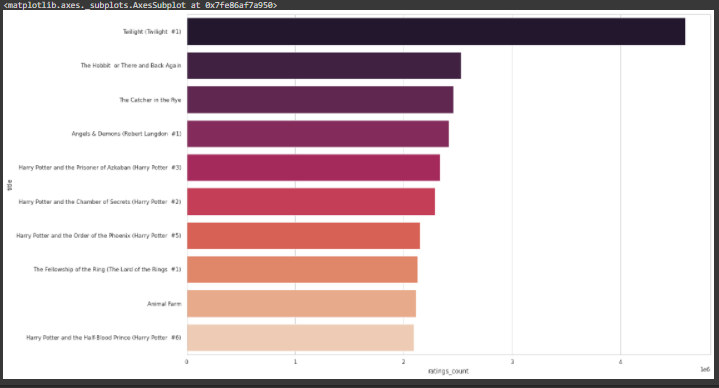 <matplotlib.axes._subplots.AxesSubplot at 0x7fe86af7a950>
Twilight (Twilight #1)
The Hobbit or There and Back Again
The Catcher in the Rye
Angels & Demons (Robert Langdon #1)
Harry Potter and the Prisoner of Azkaban (Harry Potter #3)
title
Harry Potter and the Chamber of Secrets (Harry Potter #2)
Harry Potter and the Order of the Phoenix (Harry Potter #5)
The Fellowship of the Ring (The Lord of the Rings #1)
Animal Farm
Harry Potter and the Half-Blood Prince (Harry Potter #6)
0 1 2 3 4
1e6
ratings_count